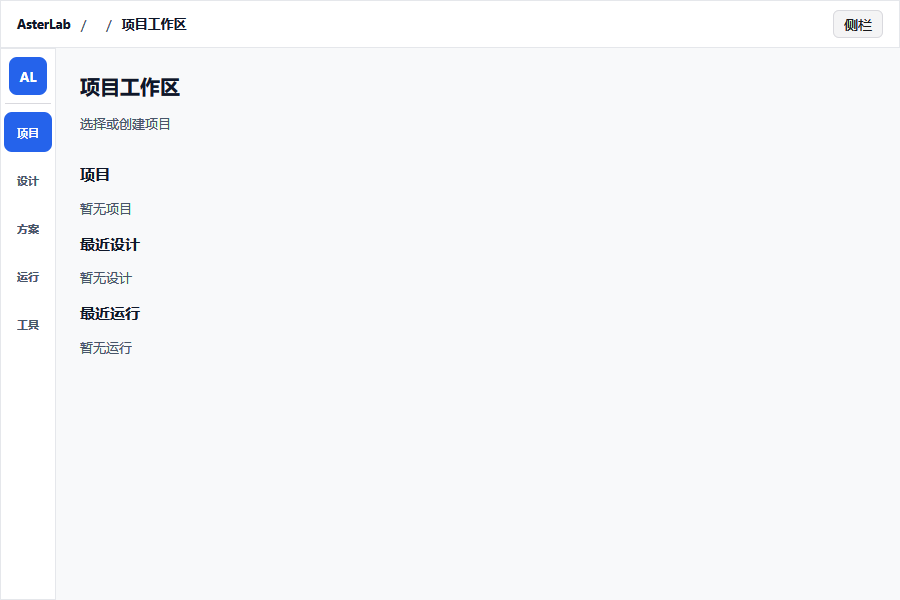 AsterLab / / 项目工作区
侧栏
AL
项目
设计
方案
运行
工具
项目工作区
选择或创建项目
项目
暂无项目
最近设计
暂无设计
最近运行
暂无运行